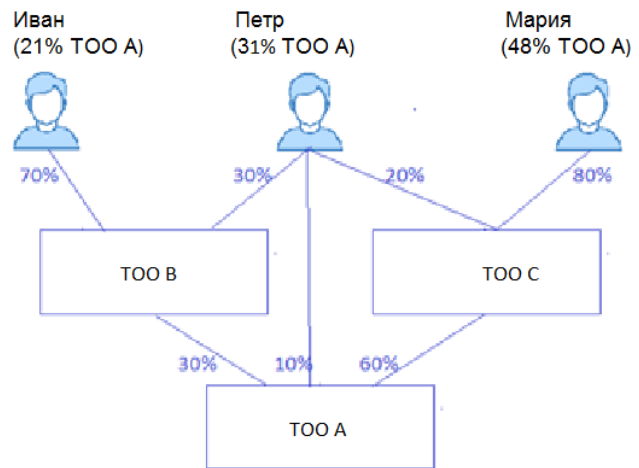 Иван
(21% ТОО А)
Петр
(31% ТОО А)
Мария
(48% ТОО А)
70%
30%
20%
80%
ТОО В
ТОО С
30%
10%
60%
ТОО А